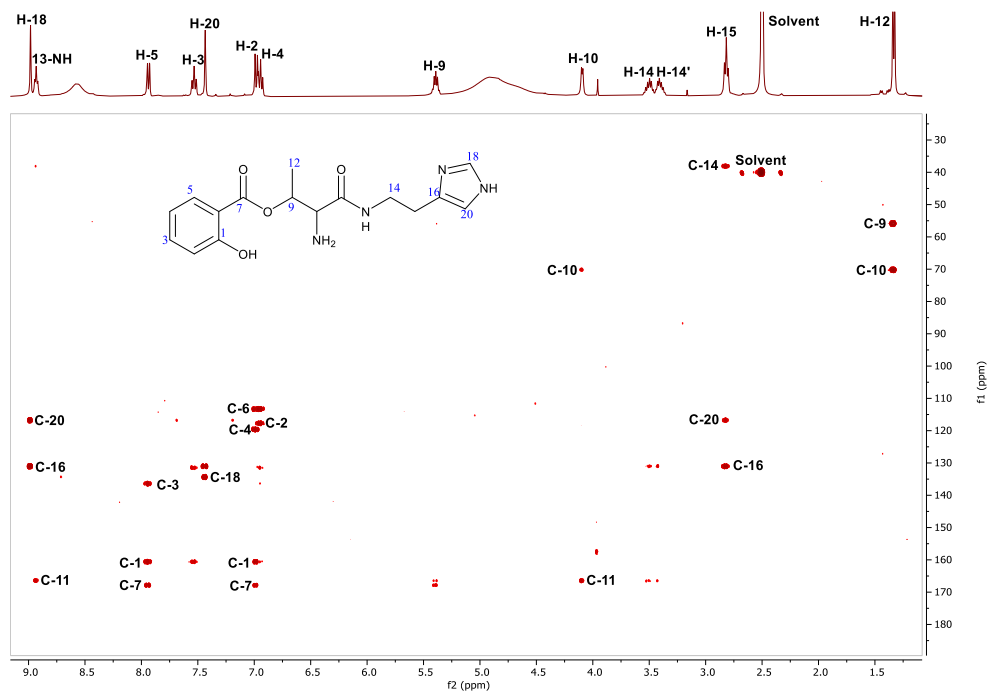 H-18
13-NH
H-5
H-3
H-20
H-2
H-4
H-9
H-10
H-14
H-14'
H-15
Solvent
H-12
O
O
12
N
18
NH
5
7
O
9
NH₂
N
H
14
16
20
3
1
OH
C-14
Solvent
C-9
C-10
C-10
C-6
C-2
C-4
C-20
C-20
C-16
C-18
C-16
C-3
C-1
C-1
C-11
C-7
C-7
C-11
30
40
50
60
70
80
90
100
110
120
130
140
150
160
170
180
f1 (ppm)
9.0 8.5 8.0 7.5 7.0 6.5 6.0 5.5 5.0 4.5 4.0 3.5 3.0 2.5 2.0 1.5
f2 (ppm)